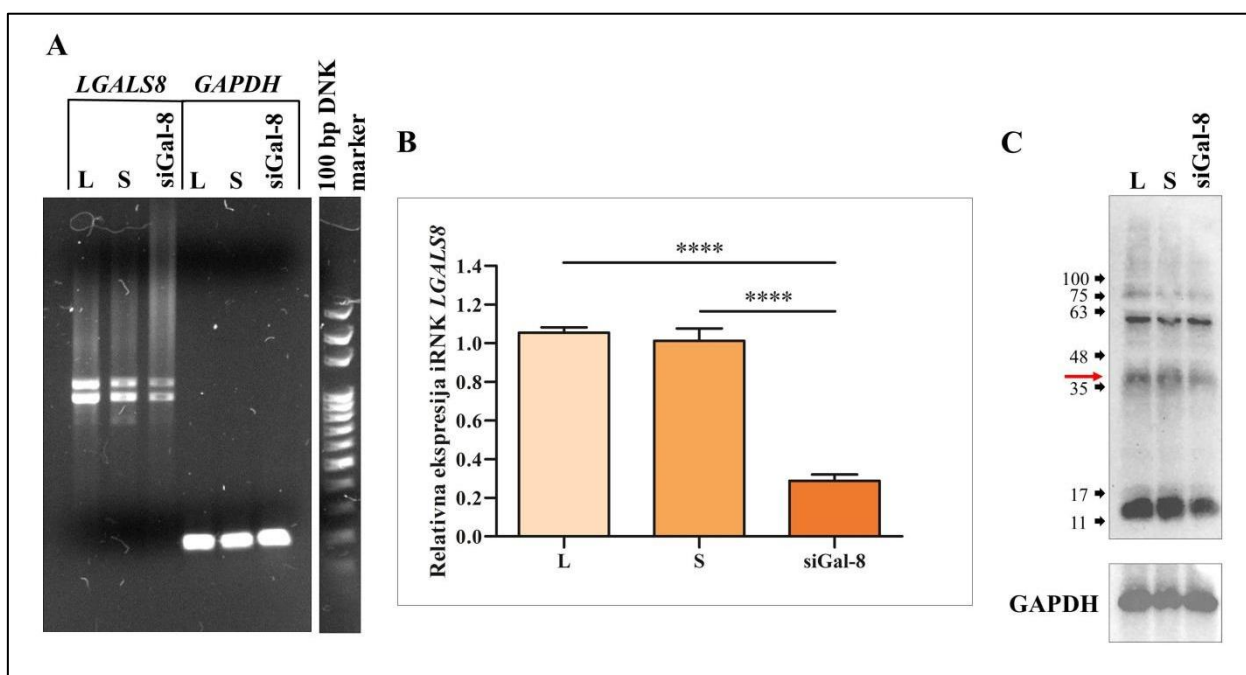 A
LGALS8 GAPDH
L S siGal-8 L S siGal-8
100 bp DNK
marker
B
Relativna ekspresija iRNK LGALS8
1.4
1.2
1.0
0.8
0.6
0.4
0.2
0.0
****
****
L S siGal-8
C
L S siGal-8
100
75
63
48
35
17
11
GAPDH